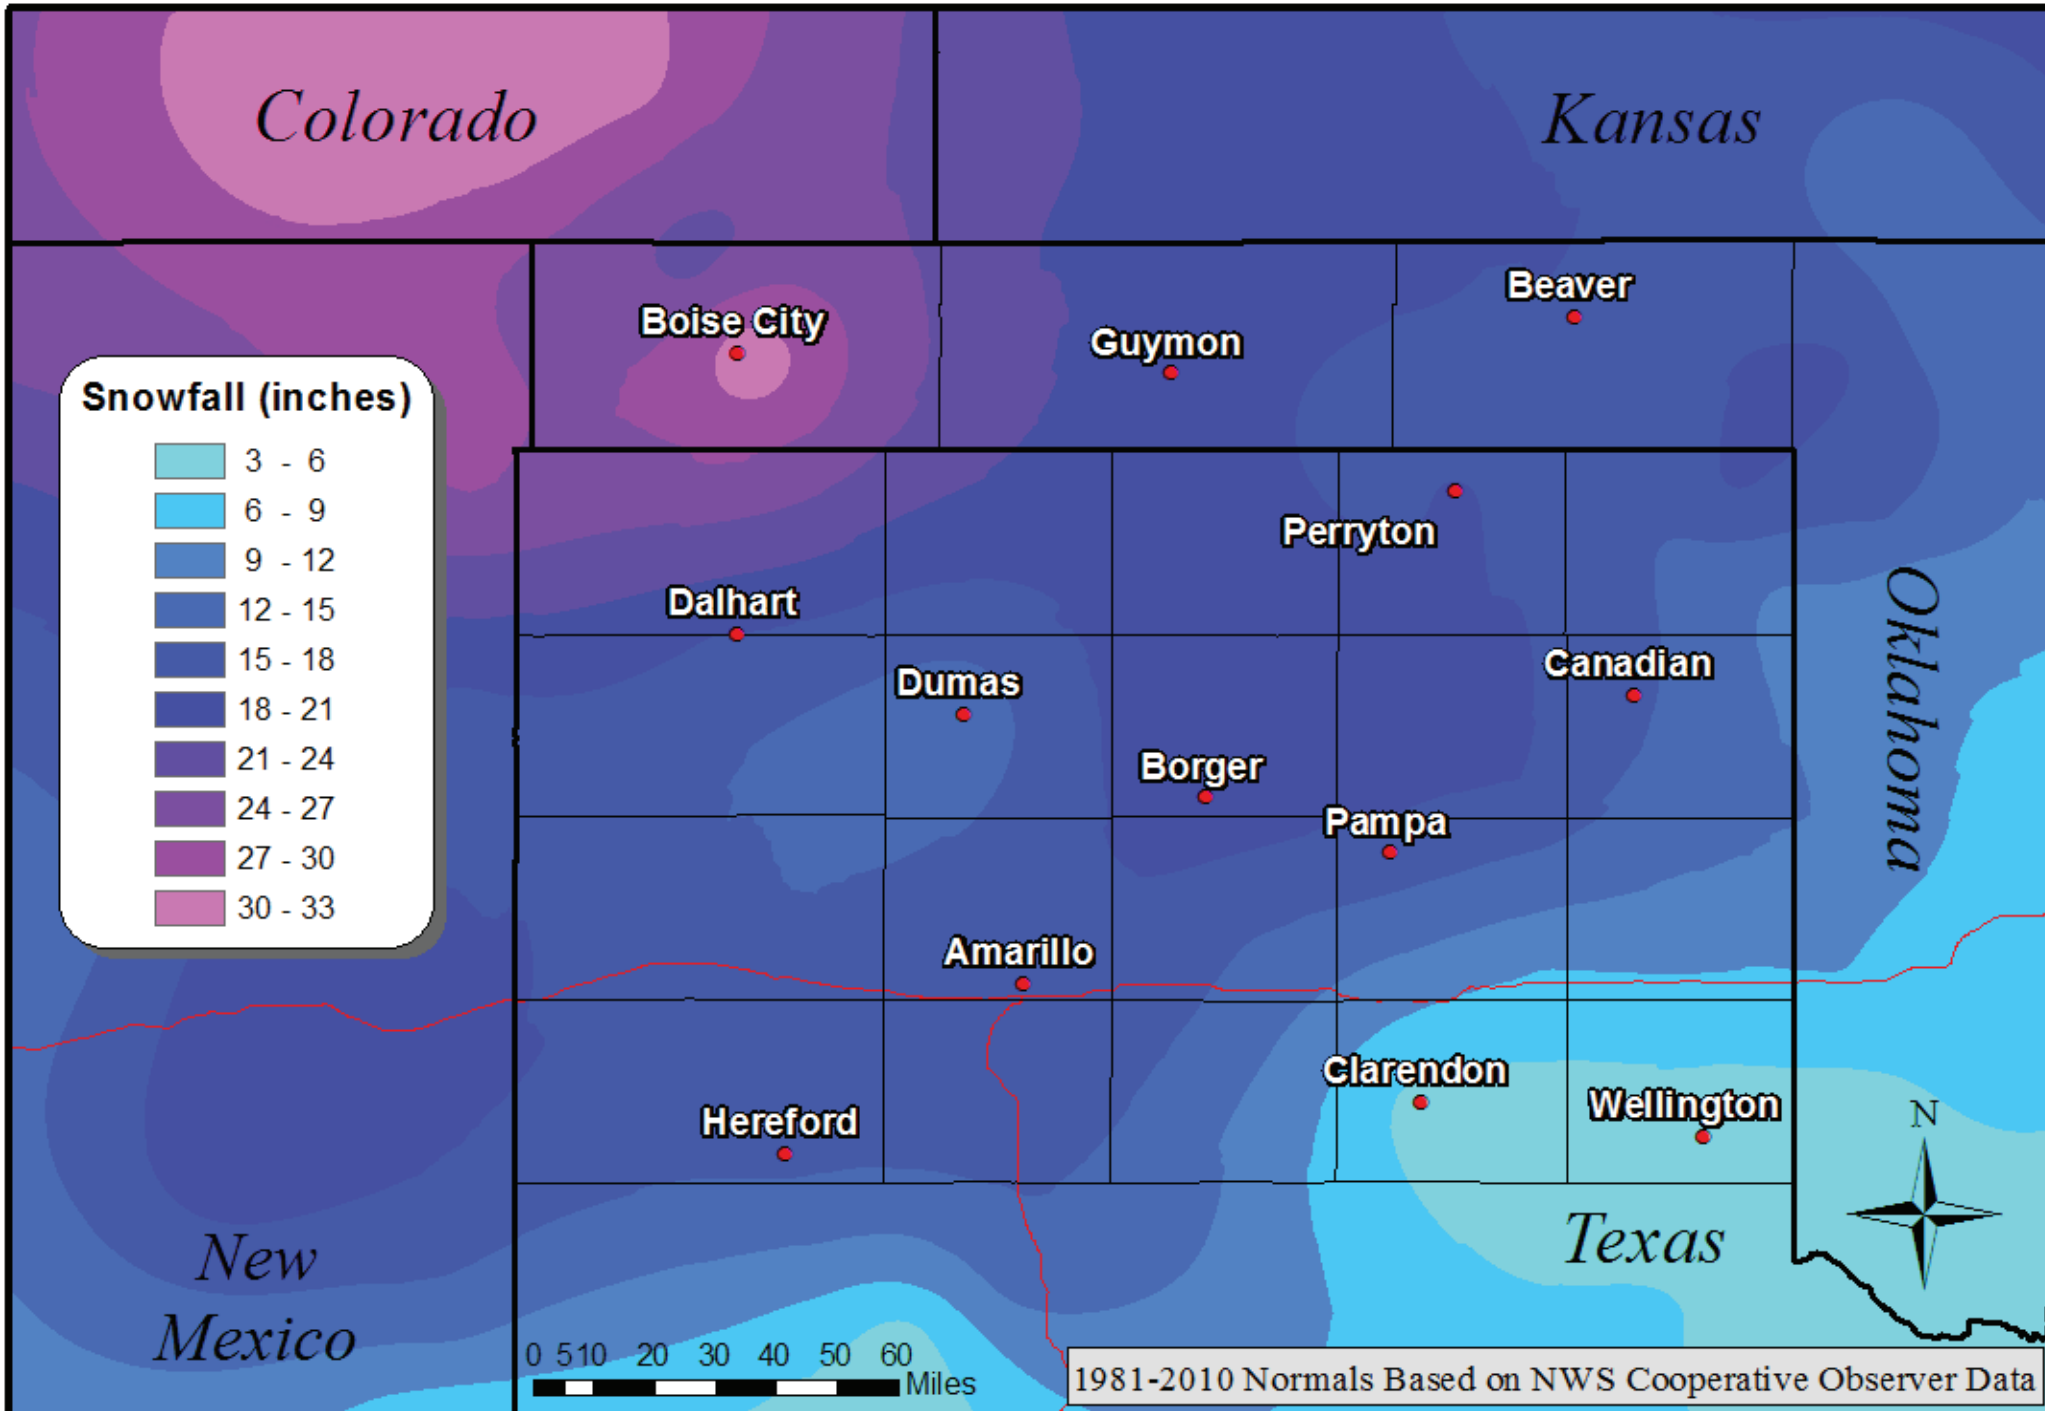 Colorado
Kansas
Beaver
Boise City
Guymon
Snowfall (inches)
3 - 6
6 - 9
9 - 12
12 - 15
15 - 18
18 - 21
21 - 24
24 - 27
27 - 30
30 - 33
Perryton
Dalhart
Oklahoma
Canadian
Dumas
Borger
Pampa
Amarillo
Clarendon
Wellington
Hereford
N
New
Mexico
Texas
0 5 10 20 30 40 50 60
Miles
1981-2010 Normals Based on NWS Cooperative Observer Data